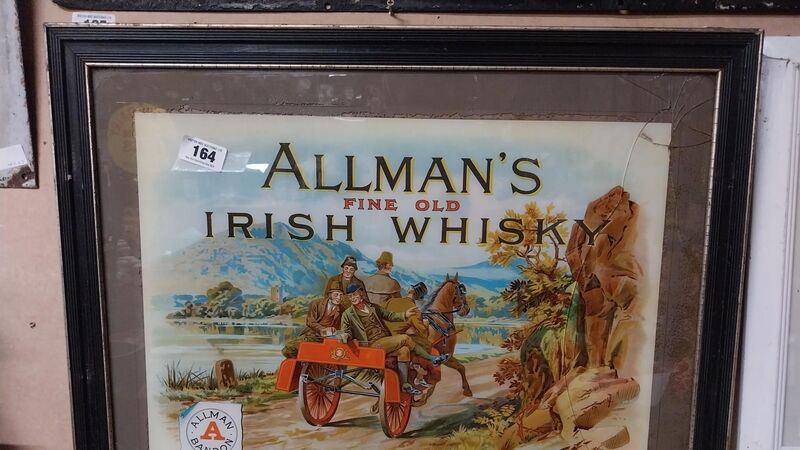 164
ALLMAN'S
FINE OLD
IRISH WHISKY
ALLMAN
A
BANDON